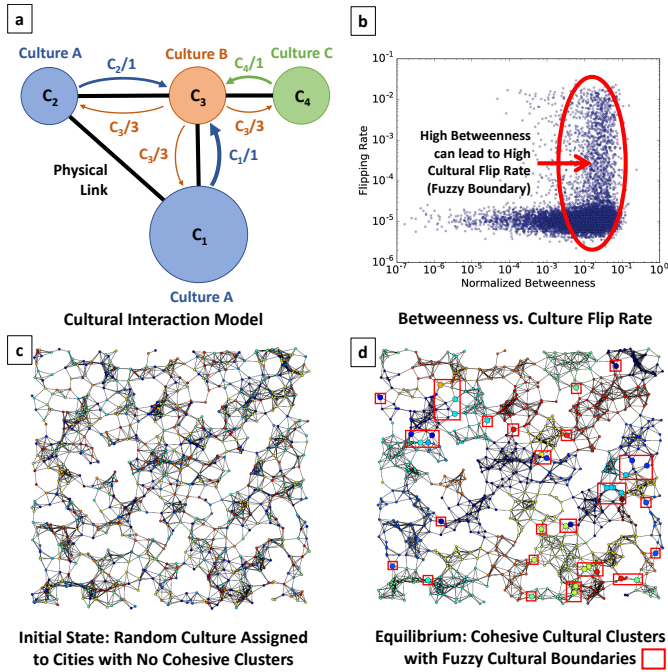 a
Culture A
Culture B
Culture C
C2/1
C4/1
C2
C3
C4
C3/3
C3/3
C3/3
C1/1
Physical
Link
C1
Culture A
Cultural Interaction Model
b
10^-1
10^-2
10^-3
10^-4
10^-5
10^-6
Flipping Rate
High Betweenness
can lead to High
Cultural Flip Rate
(Fuzzy Boundary)
10^-7 10^-6 10^-5 10^-4 10^-3 10^-2 10^-1 10^0
Normalized Betweenness
Betweenness vs. Culture Flip Rate
c
Initial State: Random Culture Assigned
to Cities with No Cohesive Clusters
d
Equilibrium: Cohesive Cultural Clusters
with Fuzzy Cultural Boundaries